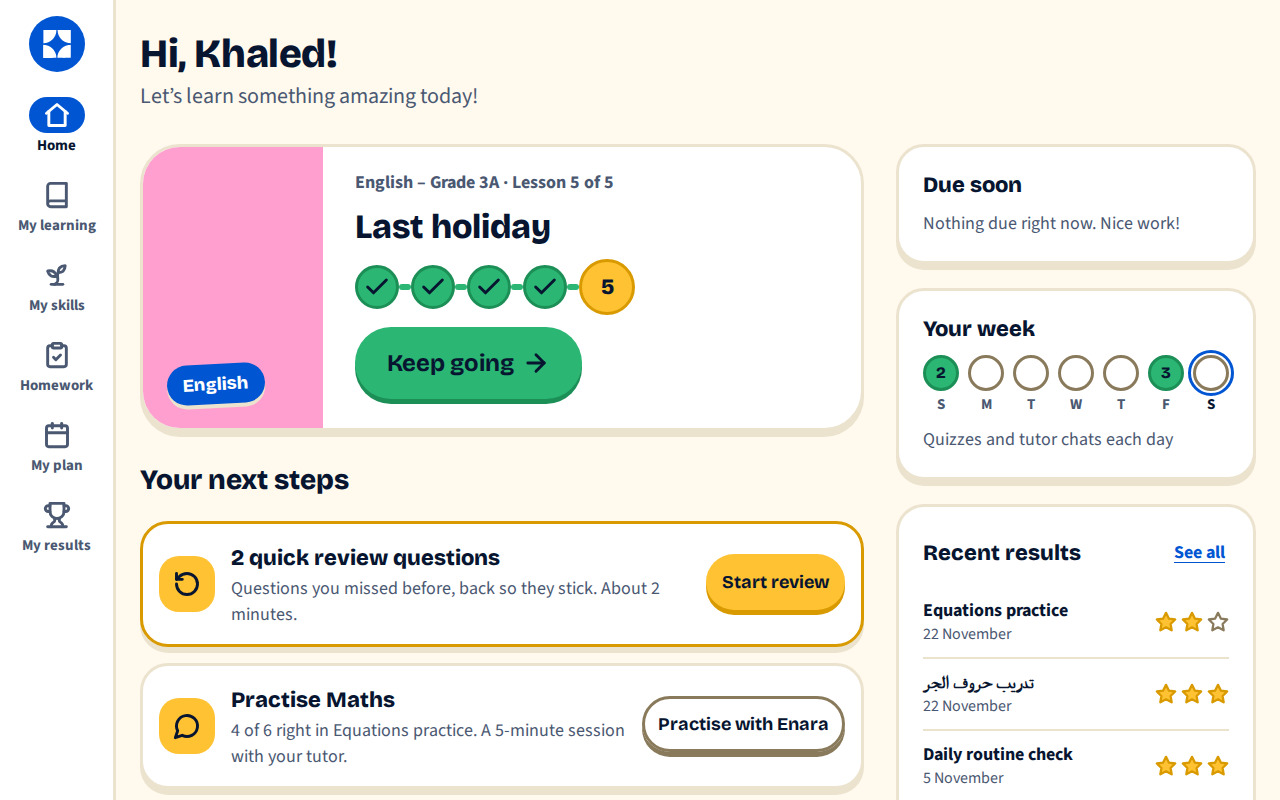 Home
My learning
My skills
Homework
My plan
My results
Hi, Khaled!
Let’s learn something amazing today!
English
English – Grade 3A · Lesson 5 of 5
Last holiday
5
Keep going
Your next steps
2 quick review questions
Questions you missed before, back so they stick. About 2
minutes.
Start review
Practise Maths
4 of 6 right in Equations practice. A 5-minute session
with your tutor.
Practise with Enara
Due soon
Nothing due right now. Nice work!
Your week
2 3
S M T W T F S
Quizzes and tutor chats each day
Recent results
See all
Equations practice
22 November
تدريب حروف الجر
22 November
Daily routine check
5 November